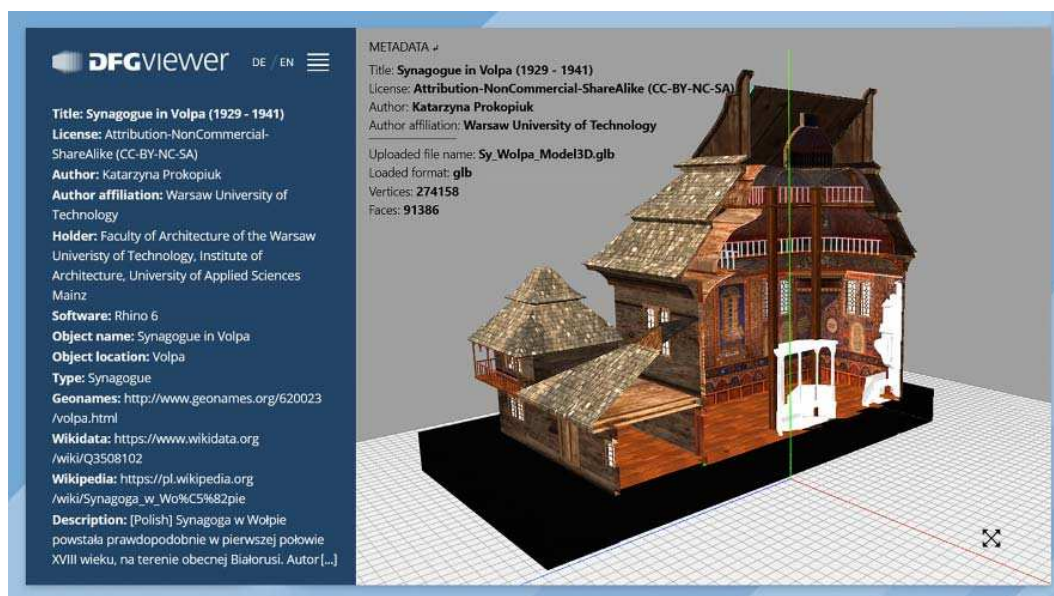 DFGVIEWER DE / EN
Title: Synagogue in Volpa (1929 - 1941)
License: Attribution-NonCommercial-
ShareAlike (CC-BY-NC-SA)
Author: Katarzyna Prokopiuk
Author affiliation: Warsaw University of
Technology
Holder: Faculty of Architecture of the Warsaw
Univeristy of Technology, Institute of
Architecture, University of Applied Sciences
Mainz
Software: Rhino 6
Object name: Synagogue in Volpa
Object location: Volpa
Type: Synagogue
Geonames: http://www.geonames.org/620023
/volpa.html
Wikidata: https://www.wikidata.org
/wiki/Q3508102
Wikipedia: https://pl.wikipedia.org
/wiki/Synagoga_w_Wo%C5%82pie
Description: [Polish] Synagoga w Wołpie
powstała prawdopodobnie w pierwszej połowie
XVIII wieku, na terenie obecnej Białorusi. Autor[...]
METADATA
Title: Synagogue in Volpa (1929 - 1941)
License: Attribution-NonCommercial-ShareAlike (CC-BY-NC-SA)
Author: Katarzyna Prokopiuk
Author affiliation: Warsaw University of Technology
Uploaded file name: Sy_Wolpa_Model3D.glb
Loaded format: glb
Vertices: 274158
Faces: 91386